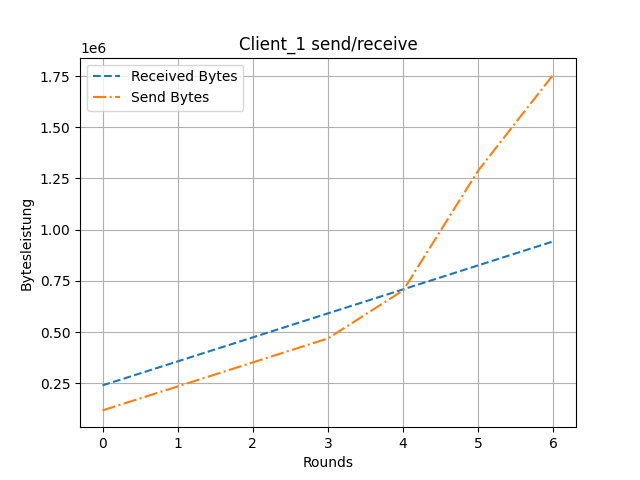 Client_1 send/receive
1e6
Received Bytes
Send Bytes
1.75
1.50
1.25
1.00
0.75
0.50
0.25
Bytesleistung
0 1 2 3 4 5 6
Rounds